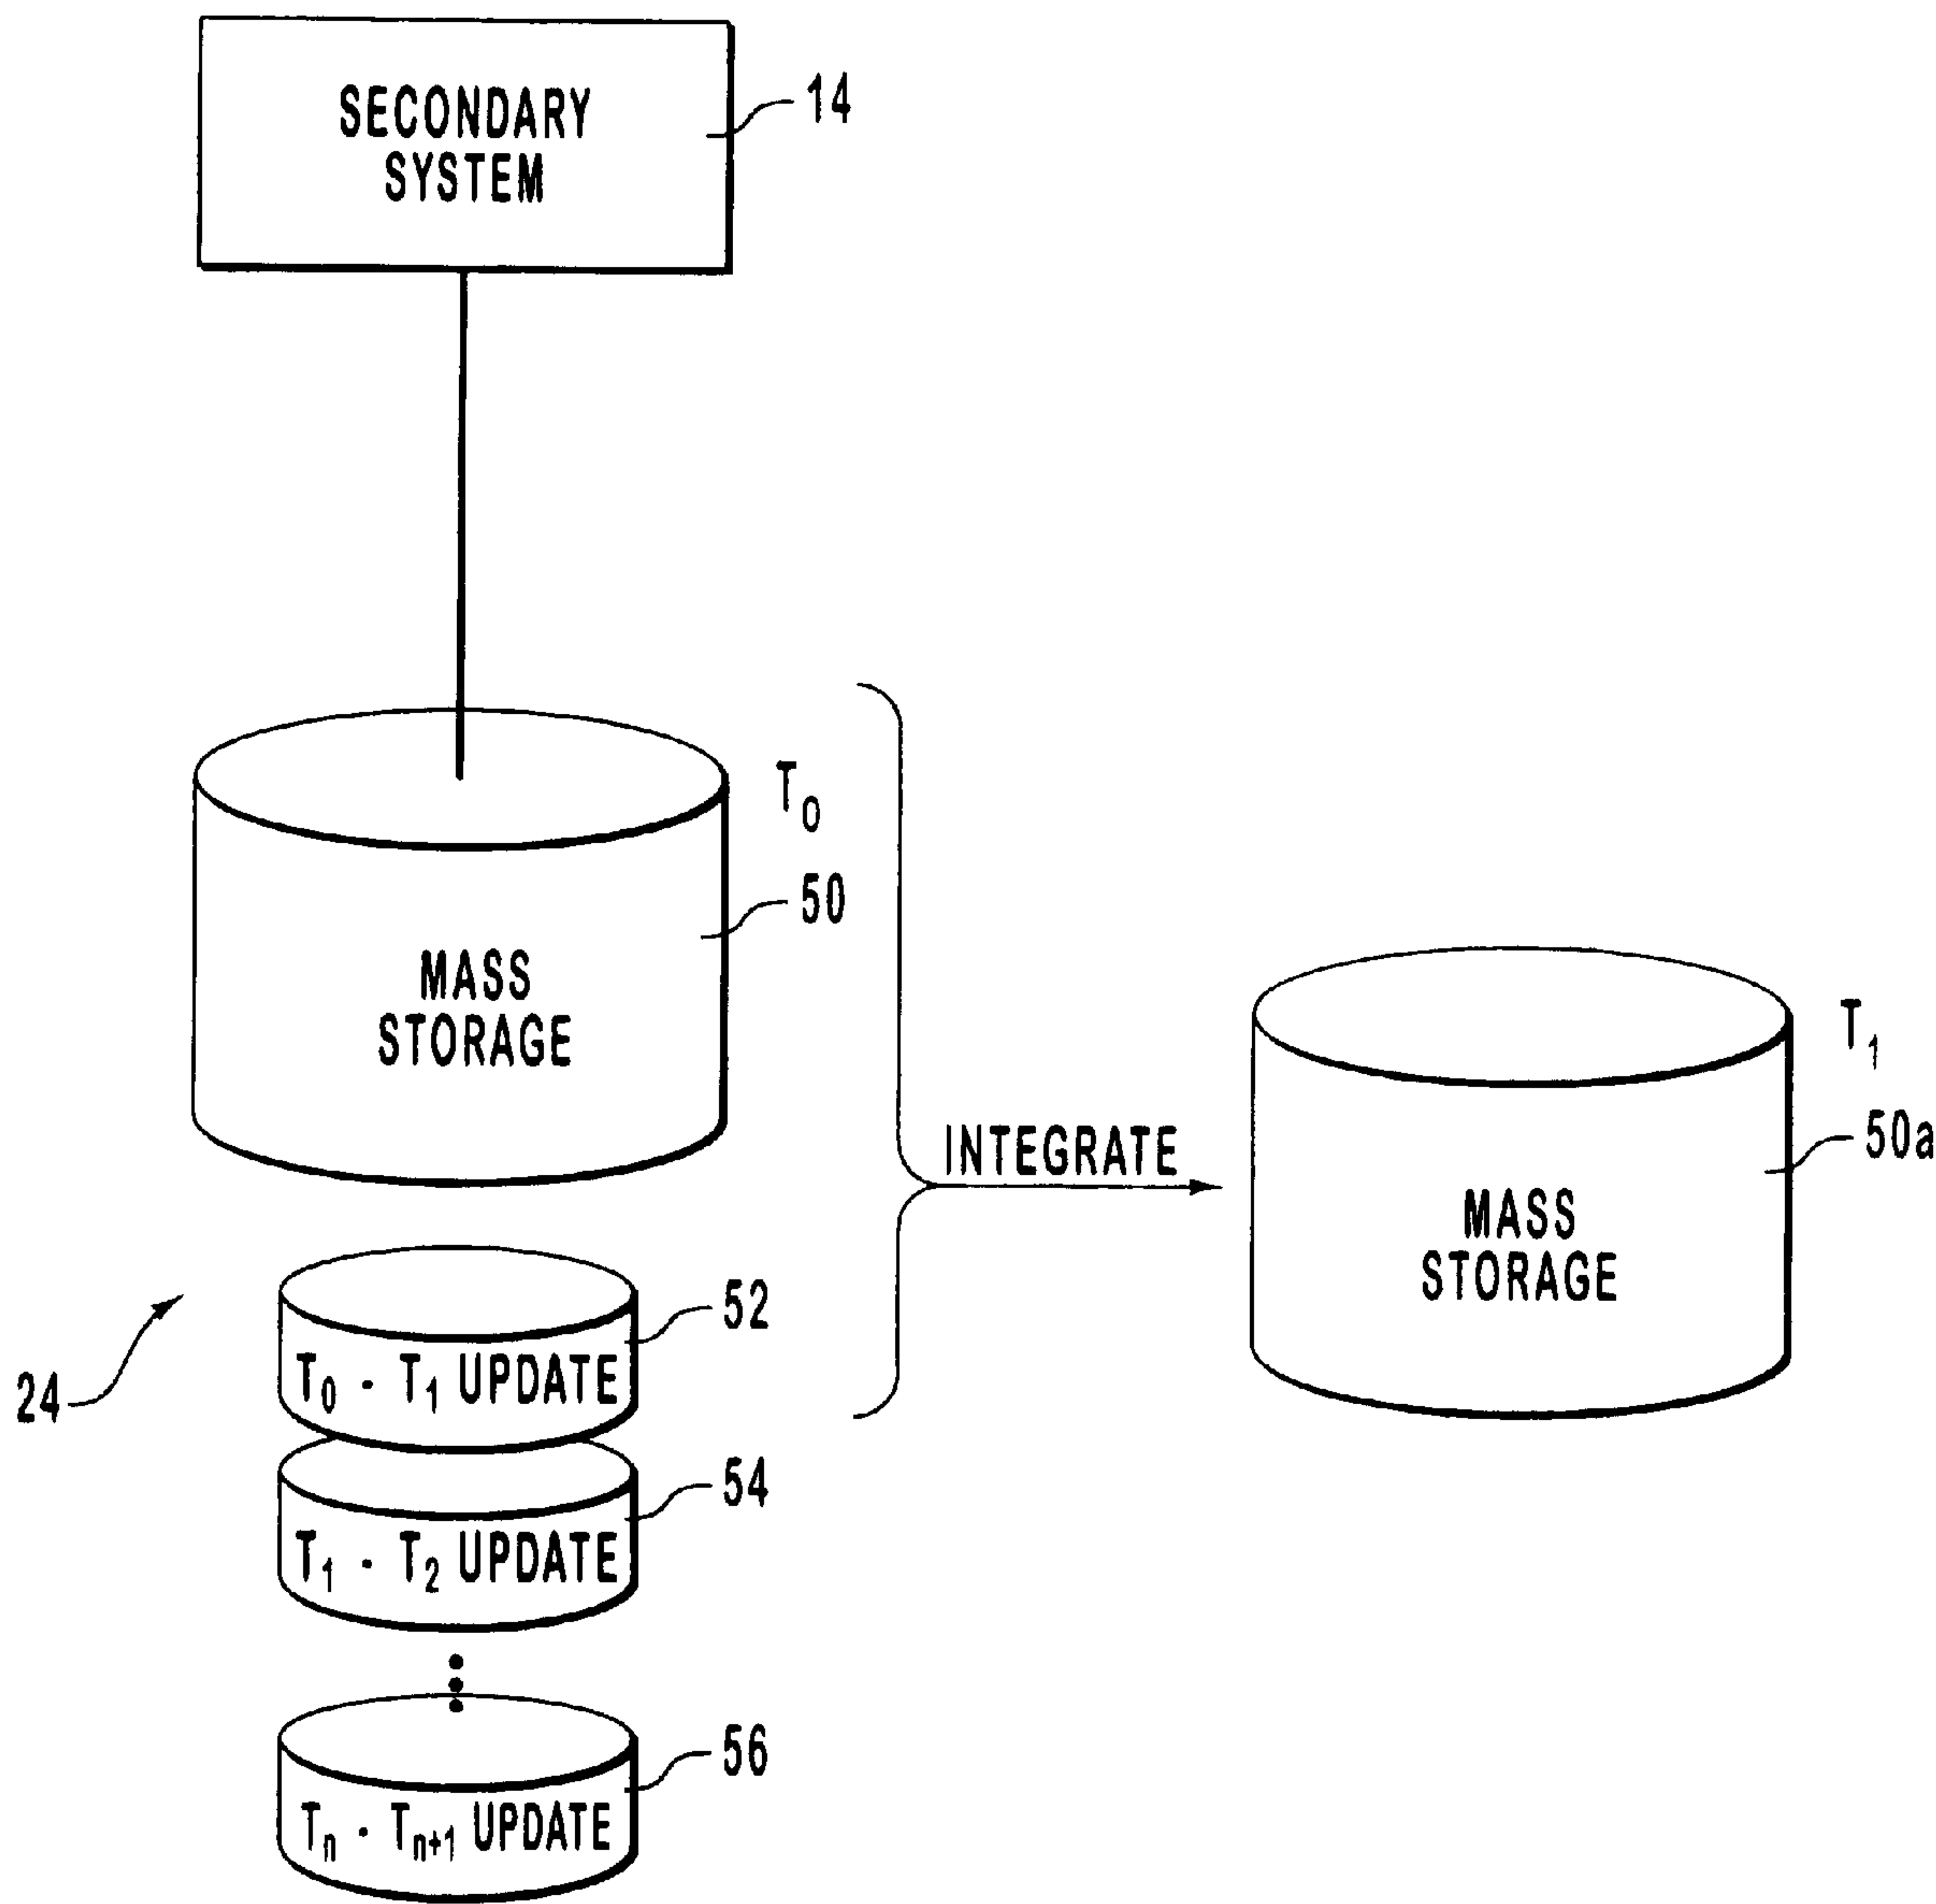 SECONDARY
SYSTEM
14
T₀
50
MASS
STORAGE
INTEGRATE
T₁
50a
MASS
STORAGE
24
52
T₀ - T₁ UPDATE
54
T₁ - T₂ UPDATE
56
Tₙ - Tₙ₊₁ UPDATE